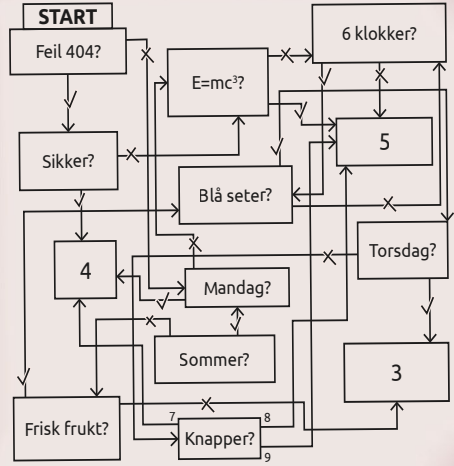 START
Feil 404?
6 klokker?
E=mc³?
5
Sikker?
Blå seter?
Torsdag?
4
Mandag?
Sommer?
3
Frisk frukt?
7
Knapper?
8
9